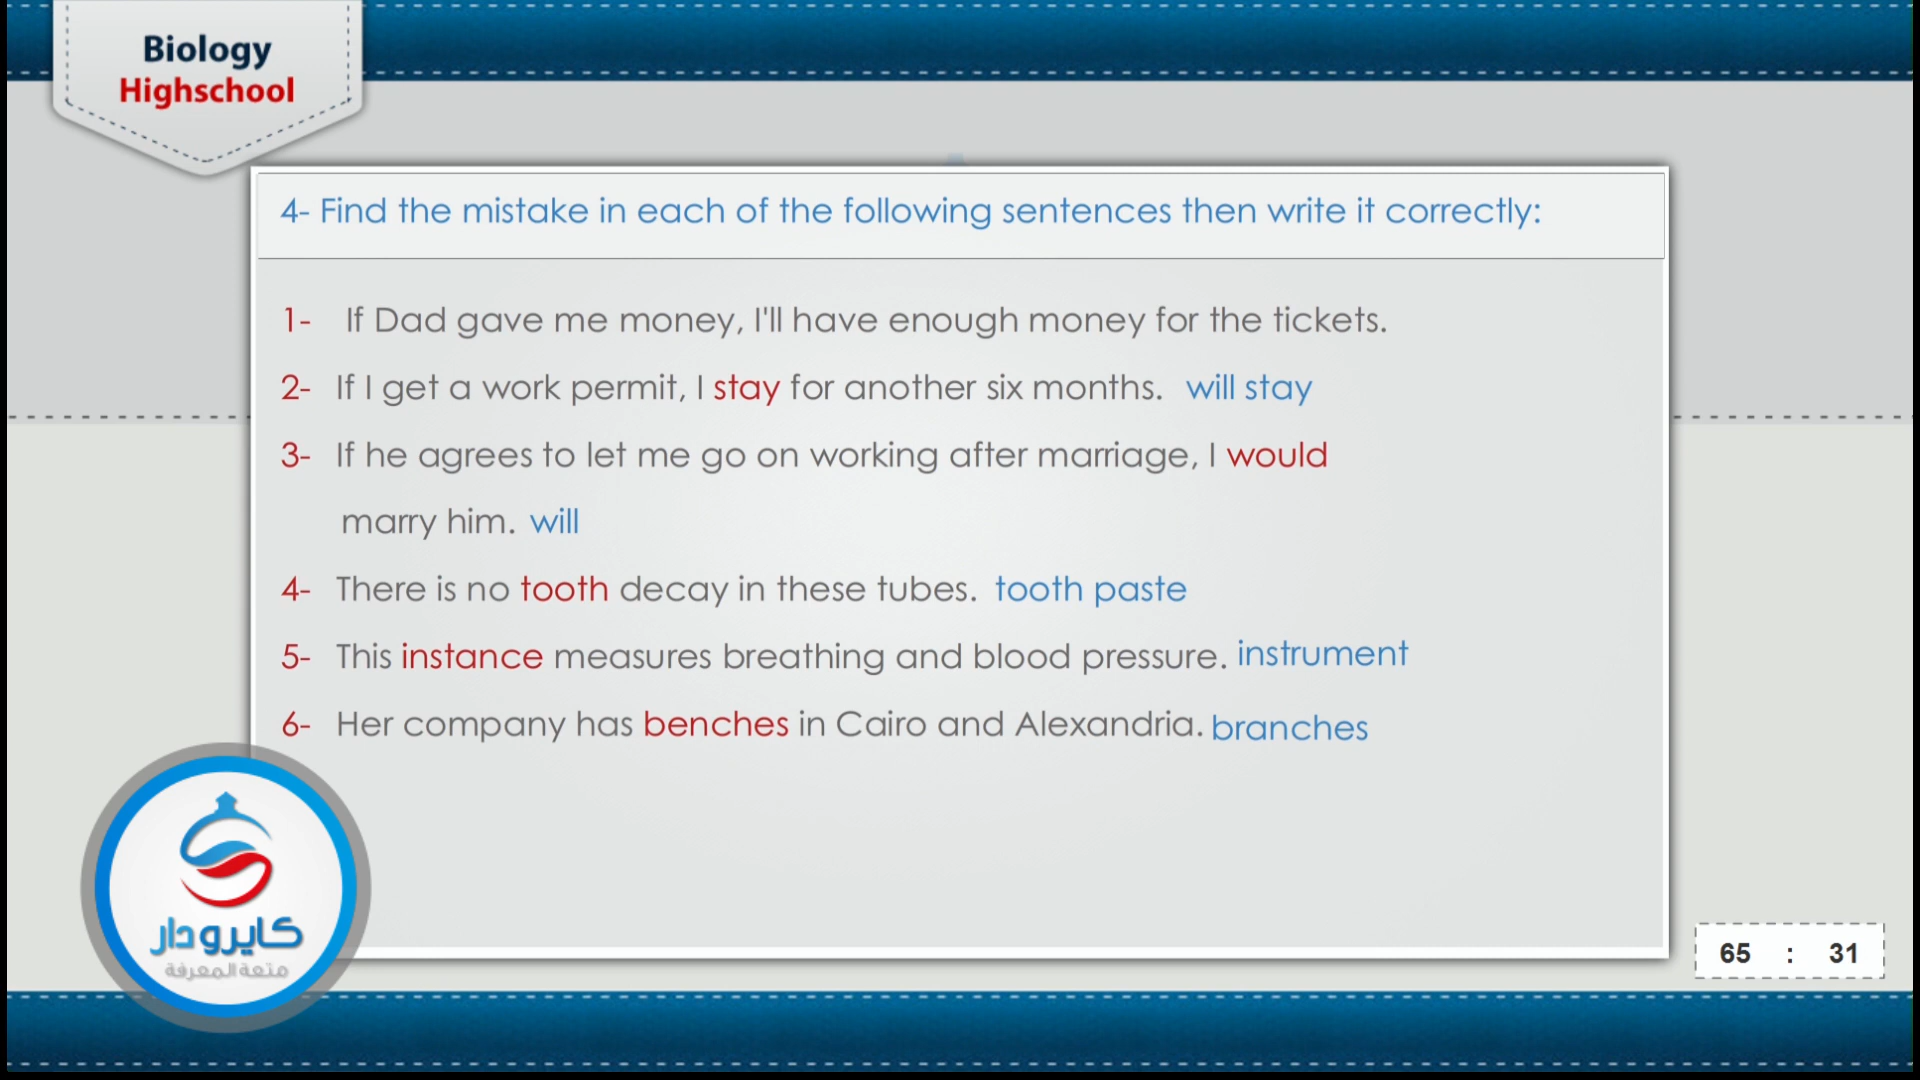 Biology
Highschool
4- Find the mistake in each of the following sentences then write it correctly:
1- If Dad gave me money, I'll have enough money for the tickets.
2- If I get a work permit, I stay for another six months. will stay
3- If he agrees to let me go on working after marriage, I would
marry him. will
4- There is no tooth decay in these tubes. tooth paste
5- This instance measures breathing and blood pressure. instrument
6- Her company has benches in Cairo and Alexandria. branches
كايرودار
متعة المعرفة
65 : 31